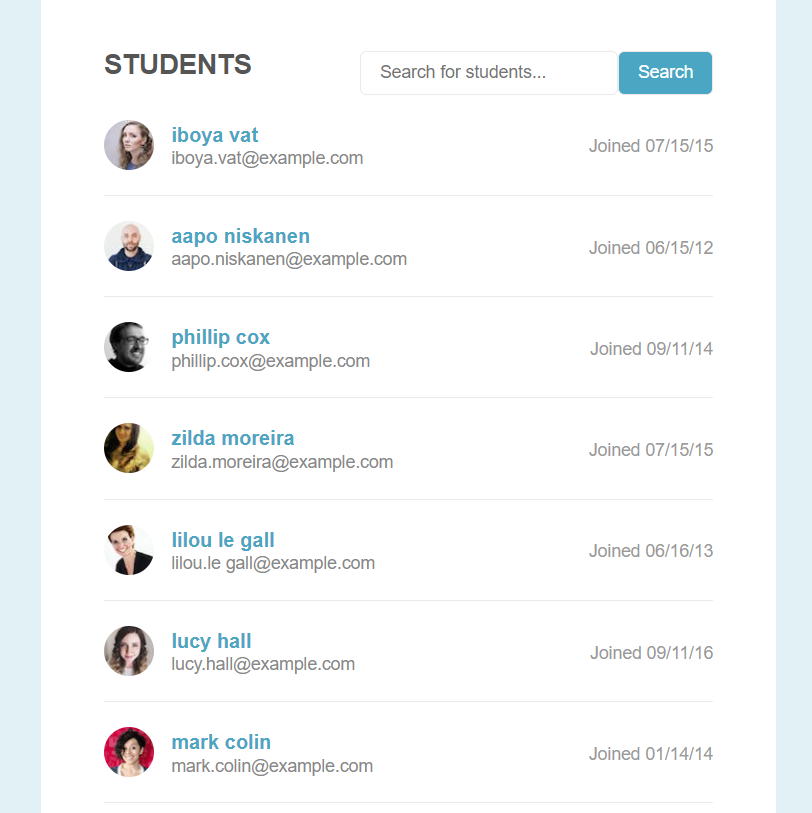 STUDENTS
Search for students...
Search
iboya vat
iboya.vat@example.com
Joined 07/15/15
aapo niskanen
aapo.niskanen@example.com
Joined 06/15/12
phillip cox
phillip.cox@example.com
Joined 09/11/14
zilda moreira
zilda.moreira@example.com
Joined 07/15/15
lilou le gall
lilou.le gall@example.com
Joined 06/16/13
lucy hall
lucy.hall@example.com
Joined 09/11/16
mark colin
mark.colin@example.com
Joined 01/14/14